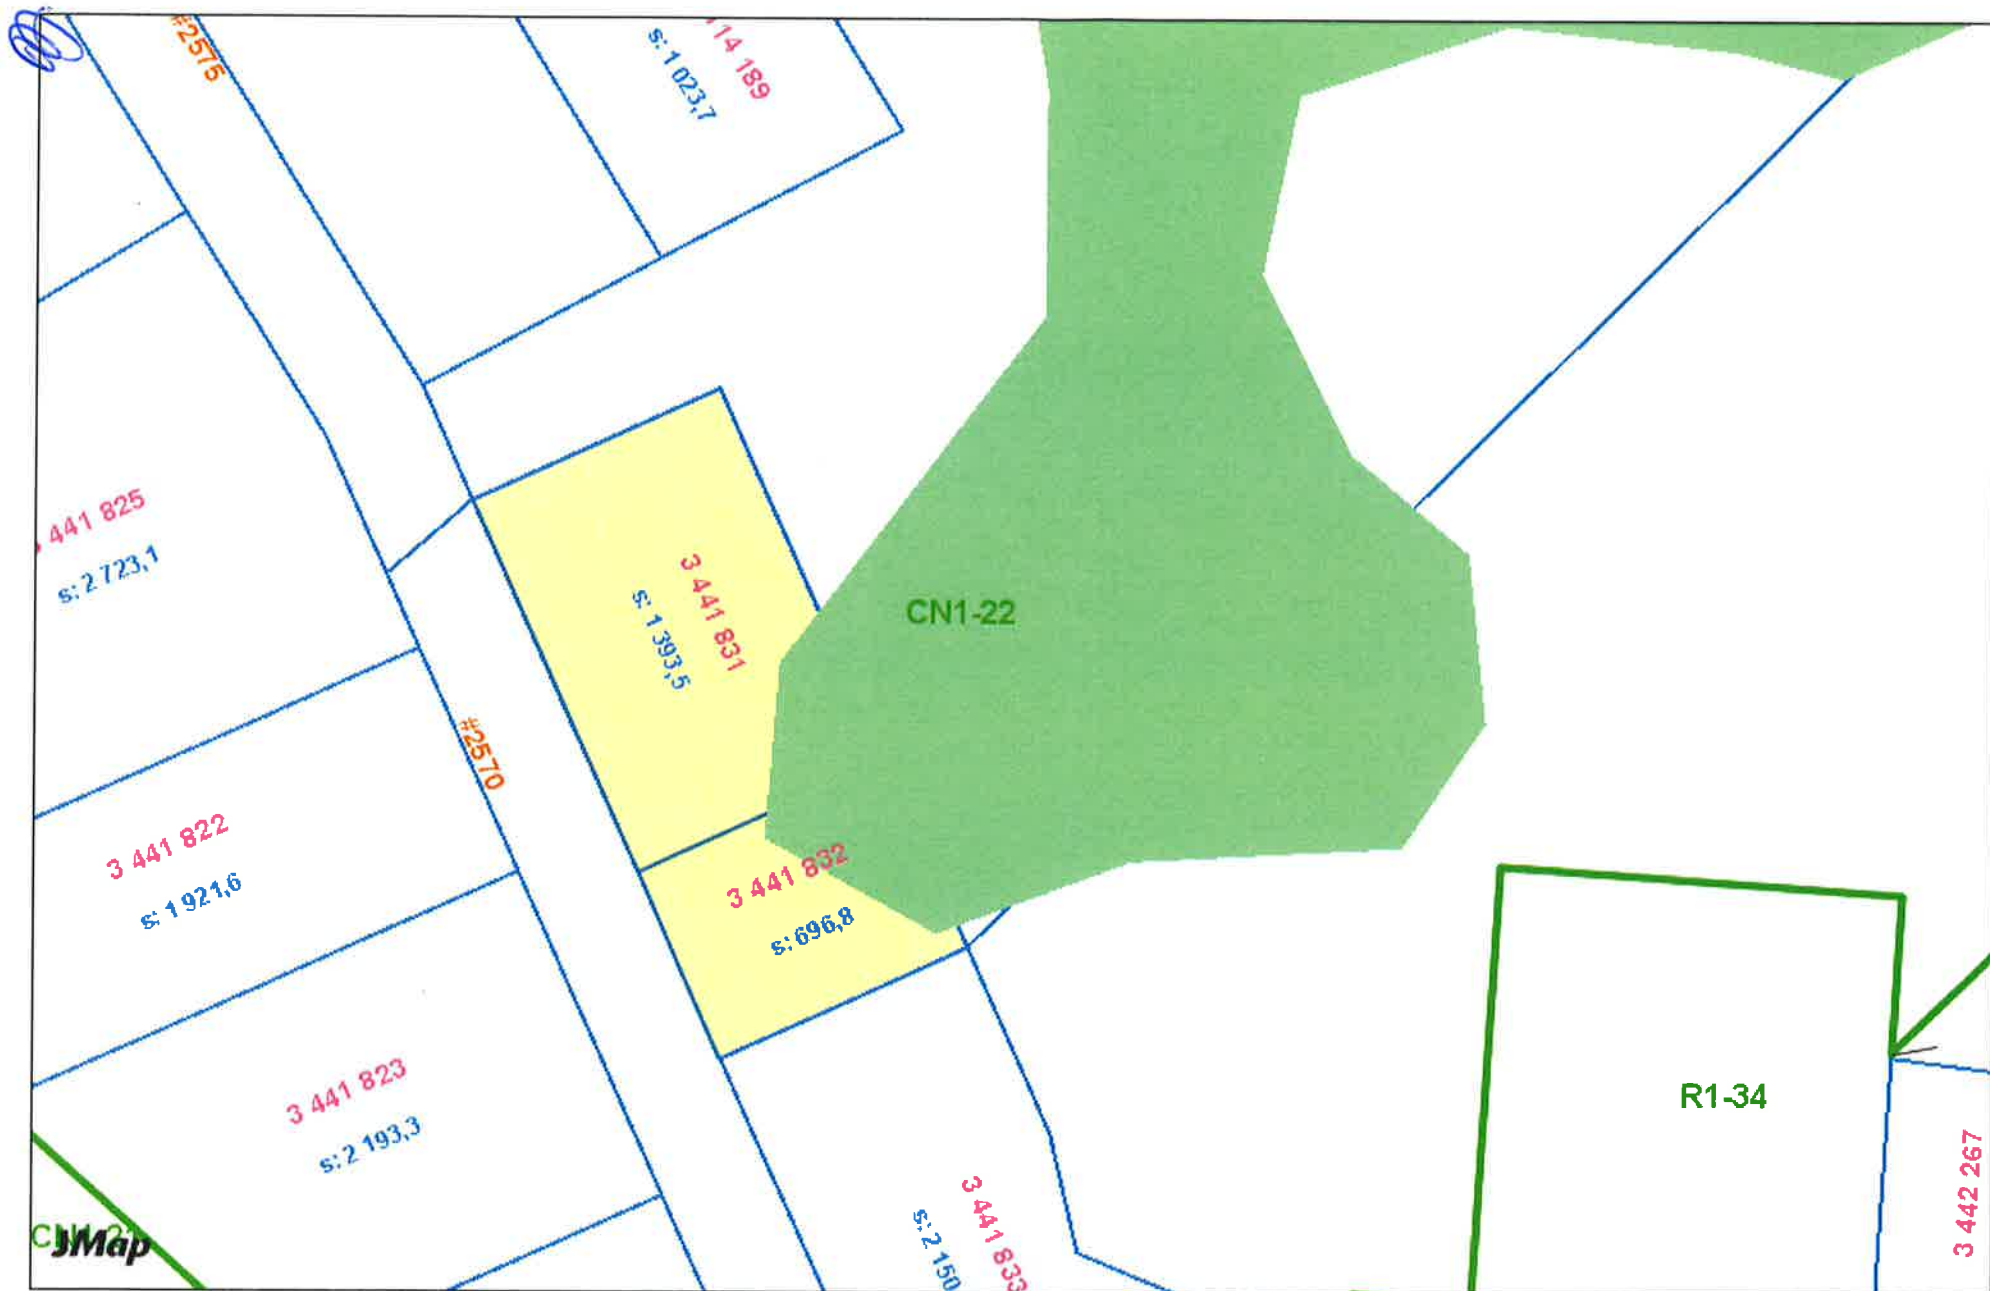 #2575
14 189
s: 1 023,7
441 825
s: 2 723,1
3 441 831
s: 1 393,5
CN1-22
#2570
3 441 822
s: 1 921,6
3 441 832
s: 696,8
3 441 823
s: 2 193,3
R1-34
3 442 267
3 441 833
s: 2 150
JMap